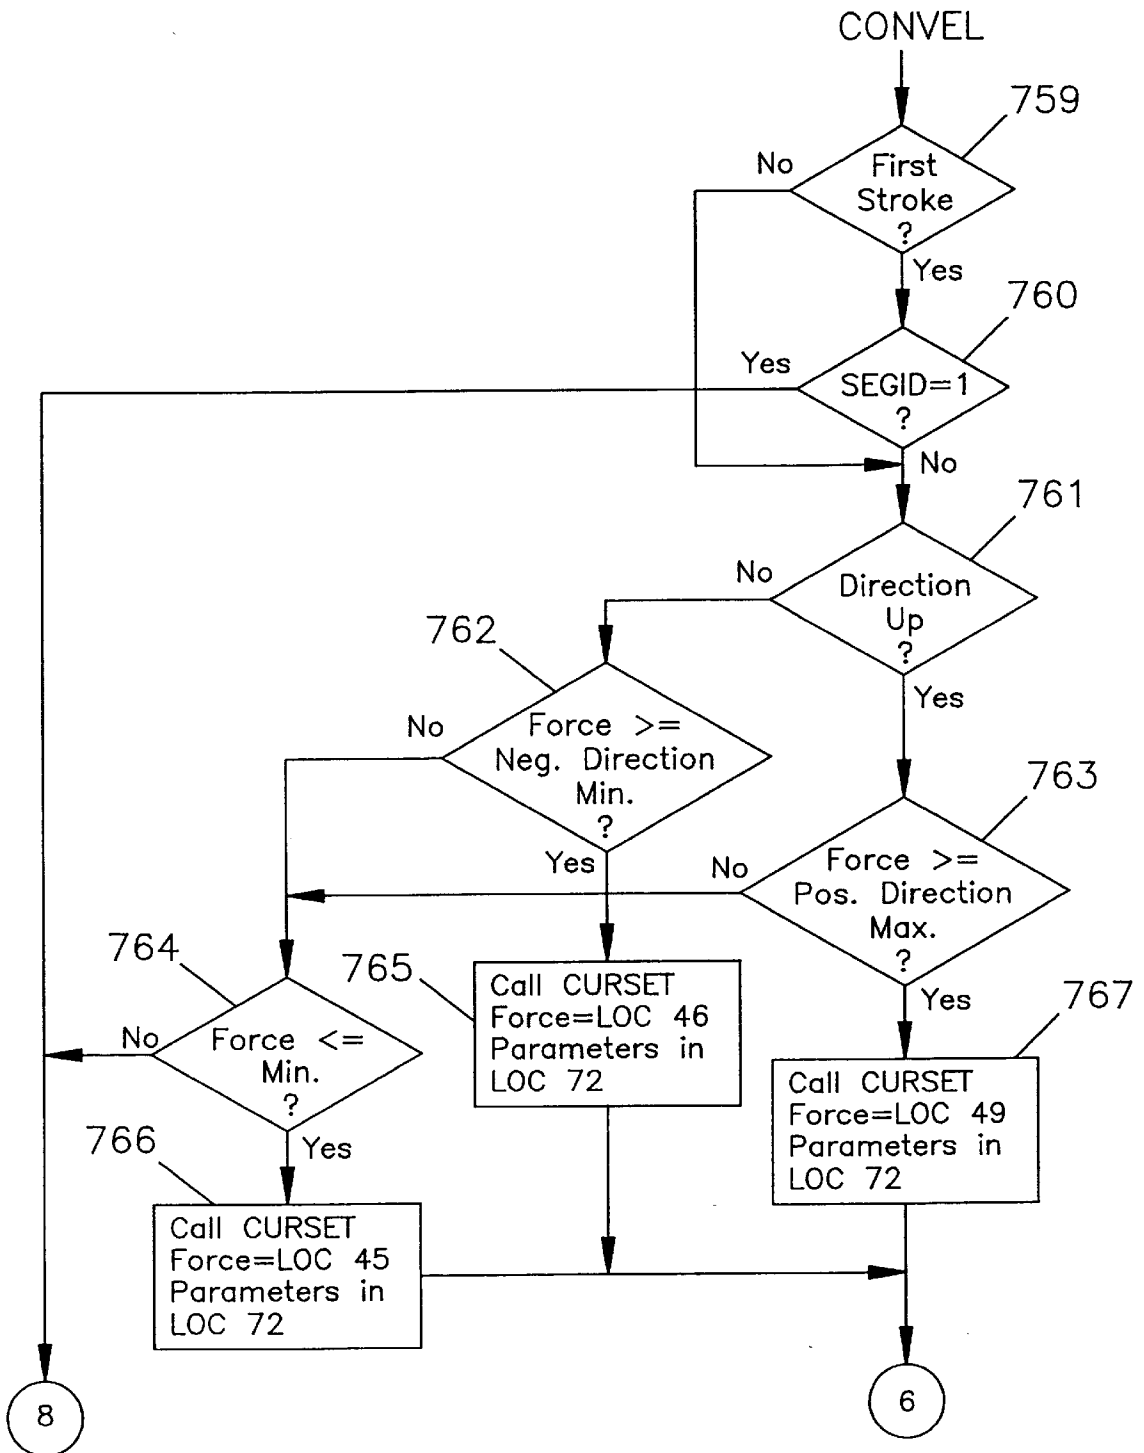 CONVEL
759
No
First
Stroke
?
Yes
760
Yes
SEGID=1
?
No
761
No
Direction
Up
?
762
Yes
No
Force >=
Neg. Direction
Min.
?
763
Yes
No
Force >=
Pos. Direction
Max.
?
764
765
Yes
767
Call CURSET
Force=LOC 46
Parameters in
LOC 72
No
Force <=
Min.
?
Call CURSET
Force=LOC 49
Parameters in
LOC 72
766
Yes
Call CURSET
Force=LOC 45
Parameters in
LOC 72
8
6